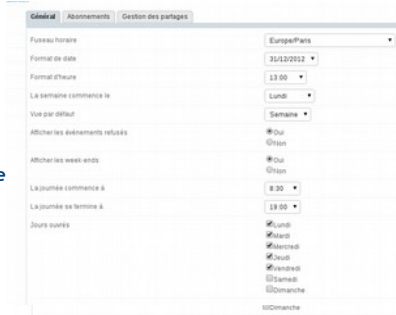 Général Abonnements Gestion des partages
Fuseau horaire Europe/Paris
Format de date 31/12/2012
Format d'heure 13:00
La semaine commence le Lundi
Vue par défaut Semaine
Afficher les événements refusés Oui
Non
Afficher les week-ends Oui
Non
La journée commence à 8:30
La journée se termine à 19:00
Jours ouvrés Lundi
Mardi
Mercredi
Jeudi
Vendredi
Samedi
Dimanche
Dimanche
e